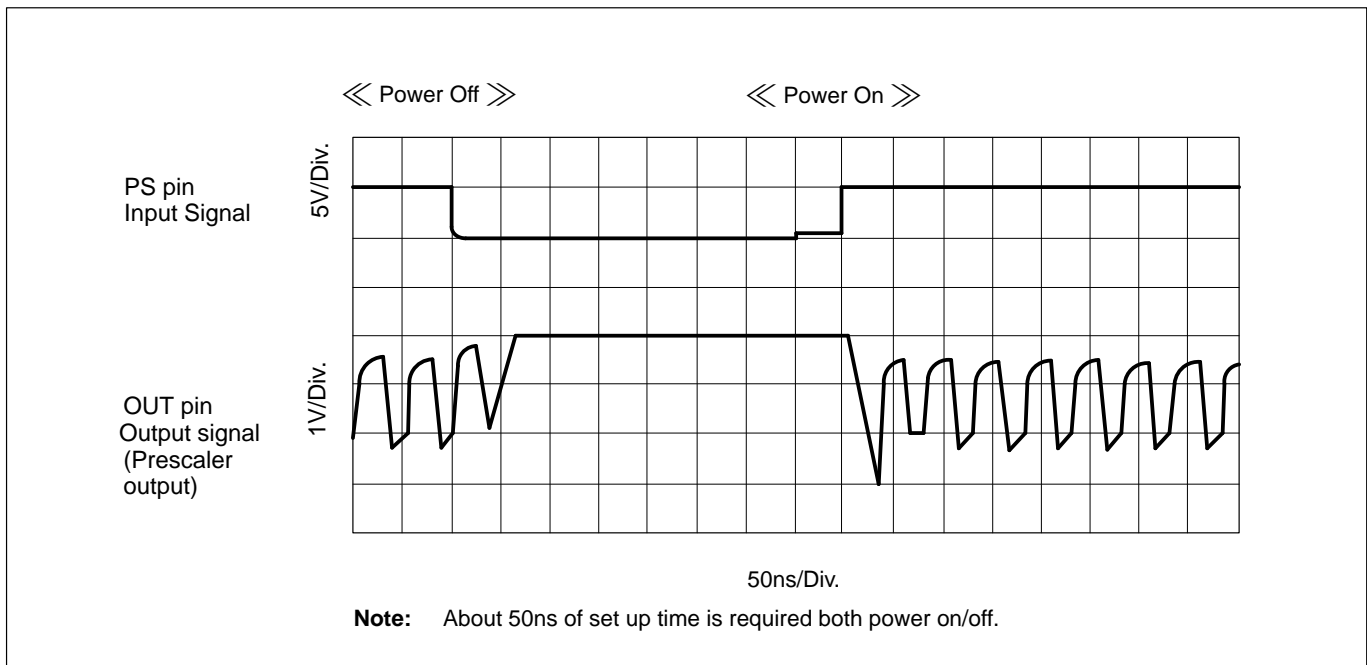 ≪ Power Off ≫
≪ Power On ≫
PS pin
Input Signal
5V/Div.
OUT pin
Output signal
(Prescaler
output)
1V/Div.
50ns/Div.
Note: About 50ns of set up time is required both power on/off.